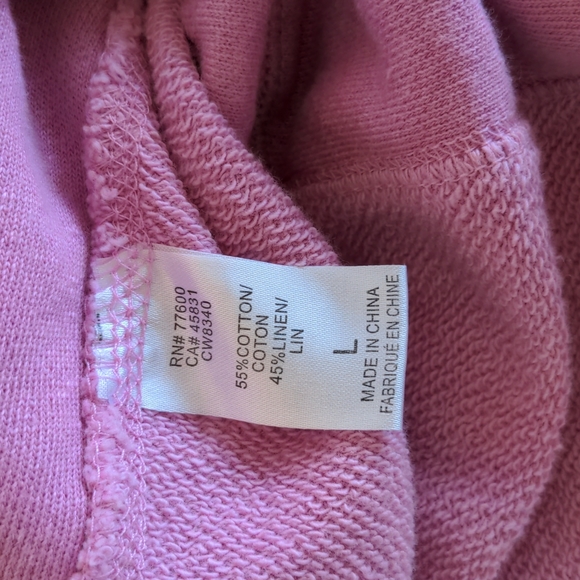 RN# 77600
CA# 45831
CW8340
55%COTTON/
COTON
45%LINEN/
LIN
L
MADE IN CHINA
FABRIQUÉ EN CHINE